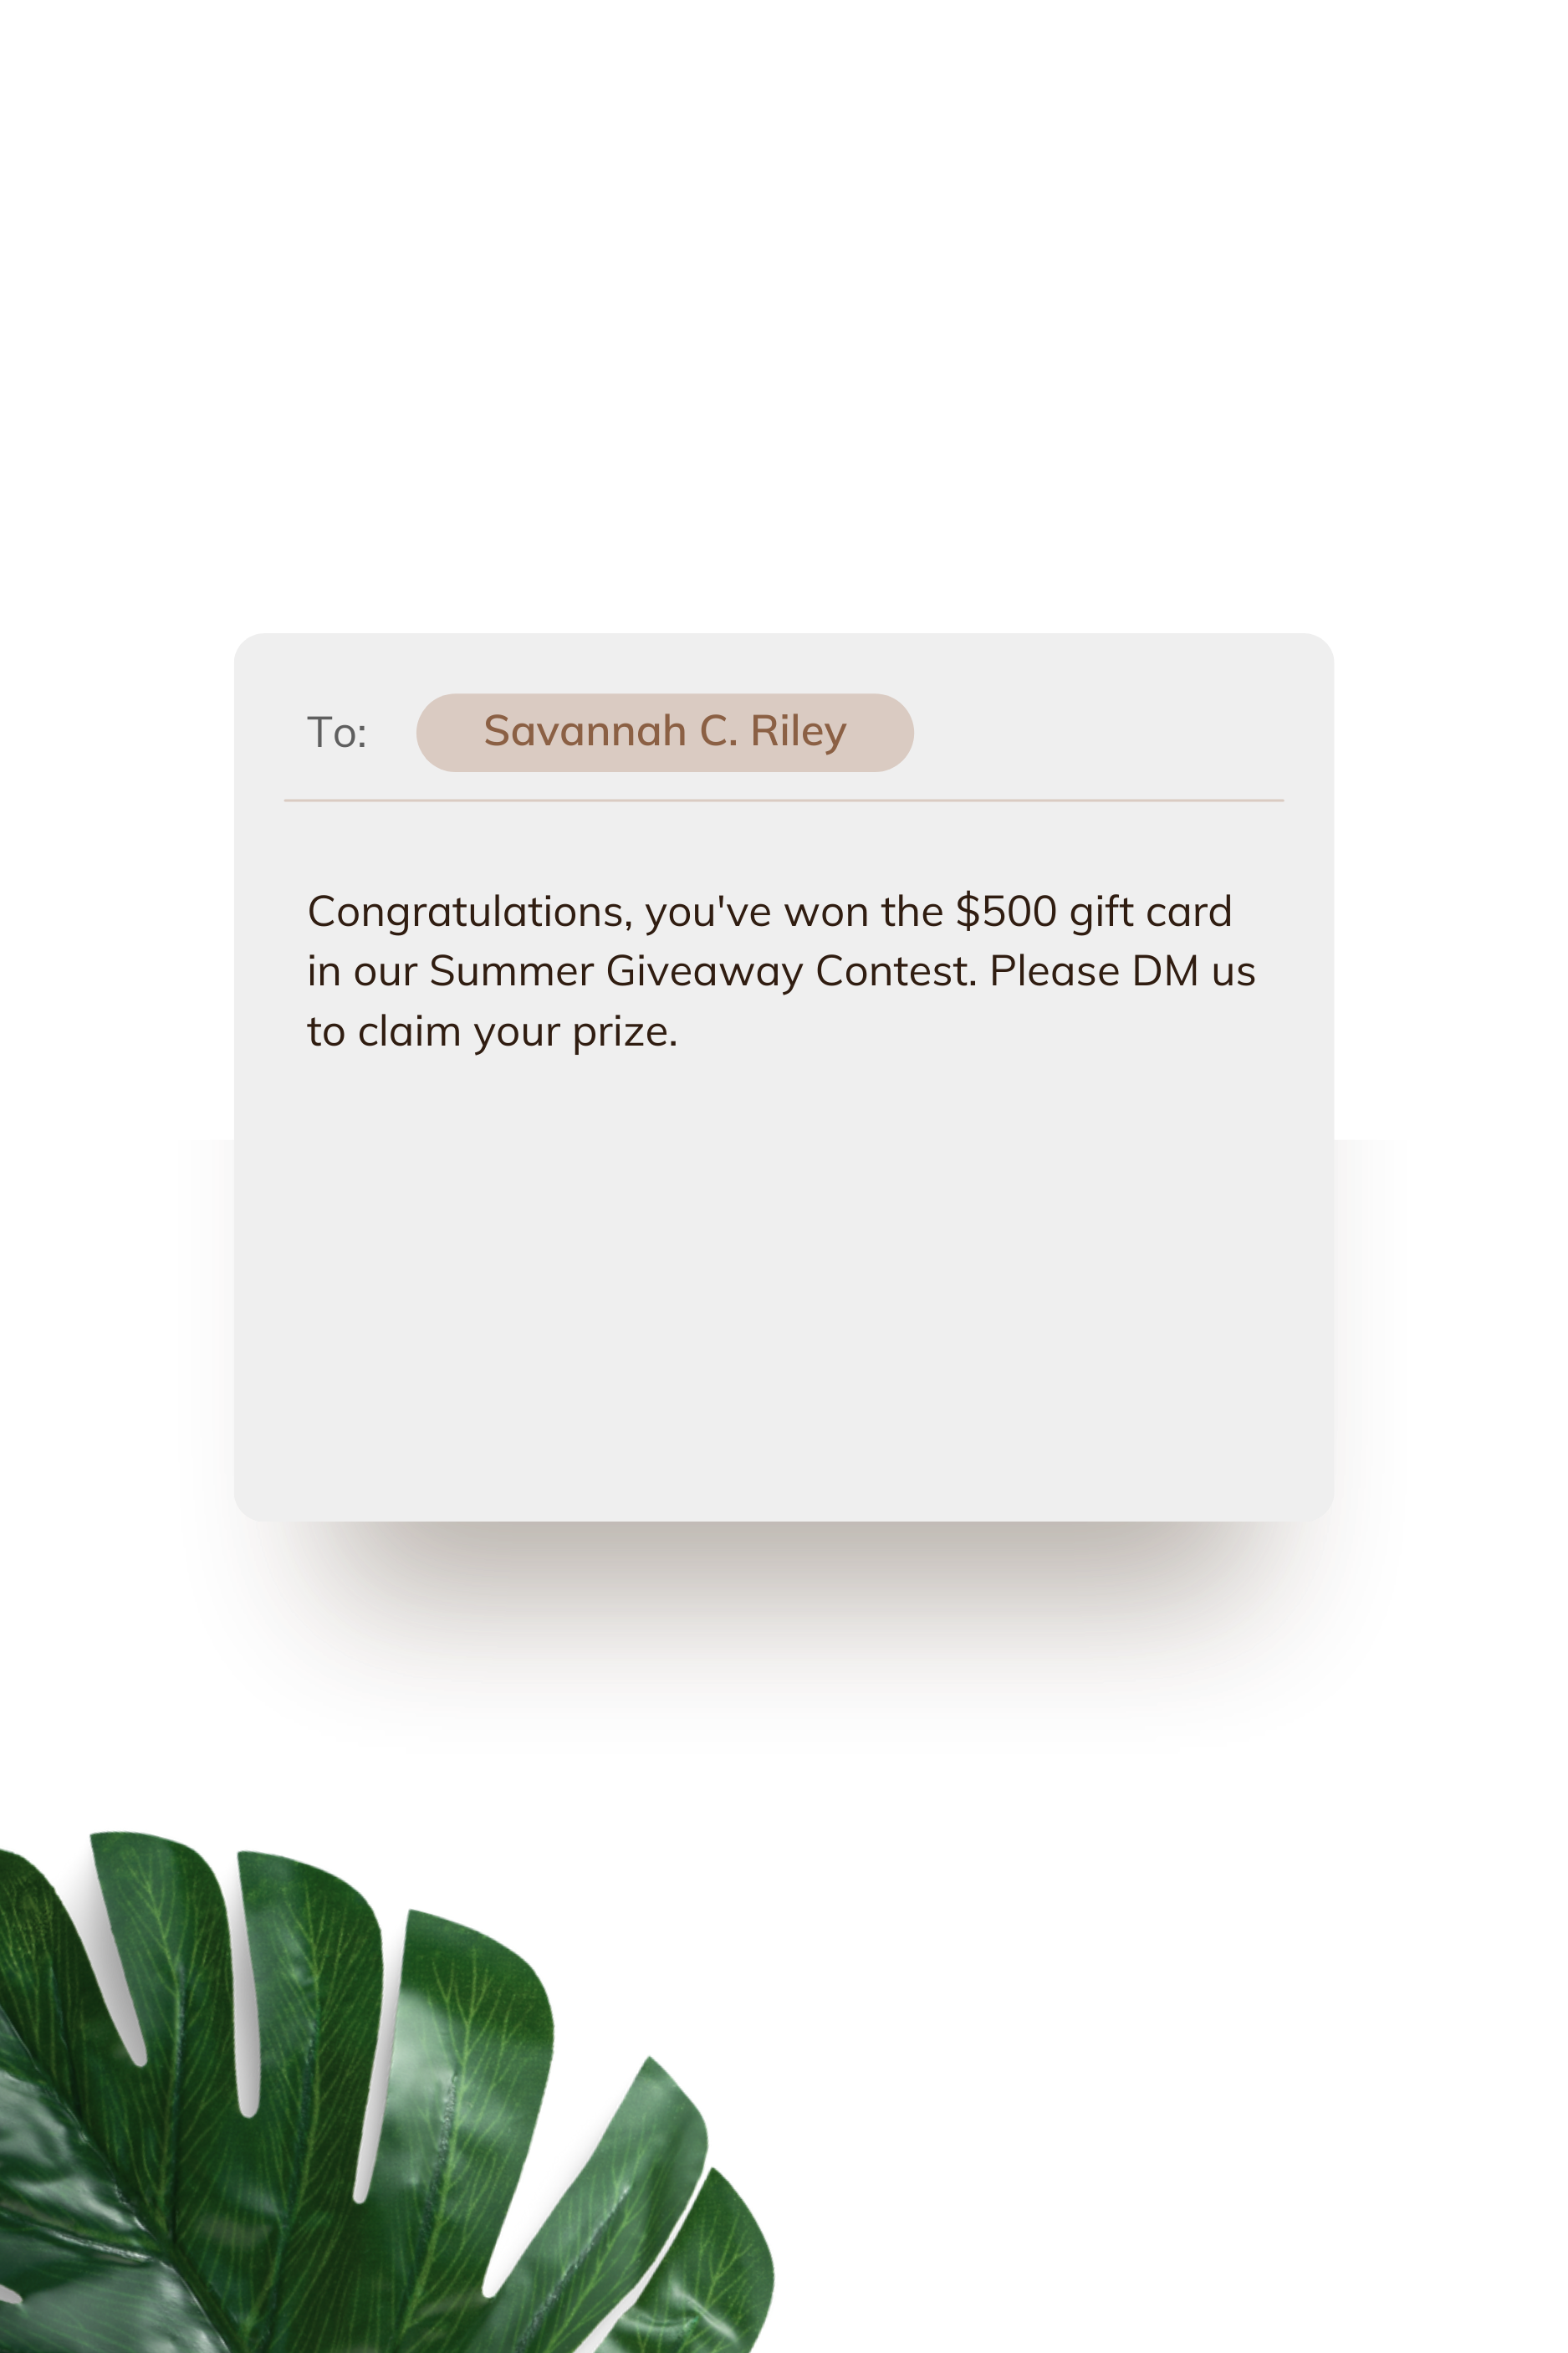 To: Savannah C. Riley
Congratulations, you've won the $500 gift card
in our Summer Giveaway Contest. Please DM us
to claim your prize.